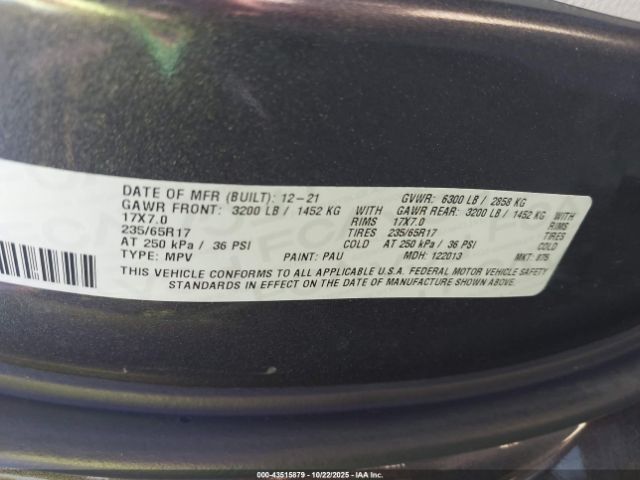 DATE OF MFR (BUILT): 12-21 GVWR: 6300 LB / 2858 KG
GAWR FRONT: 3200 LB / 1452 KG WITH GAWR REAR: 3200 LB / 1452 KG WITH
17X7.0 RIMS 17X7.0 RIMS
235/65R17 TIRES 235/65R17 TIRES
AT 250 kPa / 36 PSI COLD AT 250 kPa / 36 PSI COLD
TYPE: MPV PAINT: PAU MDH: 122013 MKT:
THIS VEHICLE CONFORMS TO ALL APPLICABLE U.S.A. FEDERAL MOTOR VEHICLE SAFETY
STANDARDS IN EFFECT ON THE DATE OF MANUFACTURE SHOWN ABOVE.
00-43515879 - 10/22/2025 - IAA Inc.